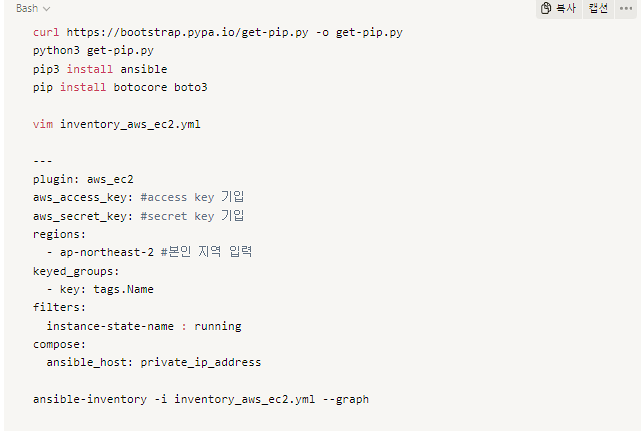 Bash
복사 캡션
curl https://bootstrap.pypa.io/get-pip.py -o get-pip.py
python3 get-pip.py
pip3 install ansible
pip install botocore boto3
vim inventory_aws_ec2.yml
---
plugin: aws_ec2
aws_access_key: #access key 기입
aws_secret_key: #secret key 기입
regions:
  - ap-northeast-2 #본인 지역 입력
keyed_groups:
  - key: tags.Name
filters:
  instance-state-name : running
compose:
  ansible_host: private_ip_address
ansible-inventory -i inventory_aws_ec2.yml --graph